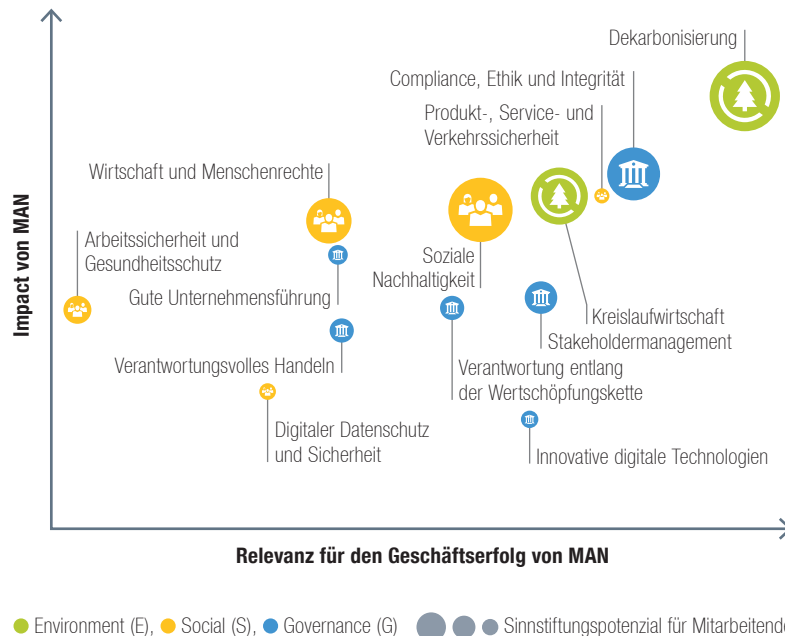 Dekarbonisierung
Compliance, Ethik und Integrität
Produkt-, Service- und
Verkehrssicherheit
Wirtschaft und Menschenrechte
Arbeitssicherheit und
Gesundheitsschutz
Soziale
Nachhaltigkeit
Gute Unternehmensführung
Kreislaufwirtschaft
Stakeholdermanagement
Verantwortungsvolles Handeln
Verantwortung entlang
der Wertschöpfungskette
Digitaler Datenschutz
und Sicherheit
Innovative digitale Technologien
Impact von MAN
Relevanz für den Geschäftserfolg von MAN
Environment (E), Social (S), Governance (G) Sinnstiftungspotenzial für Mitarbeitende